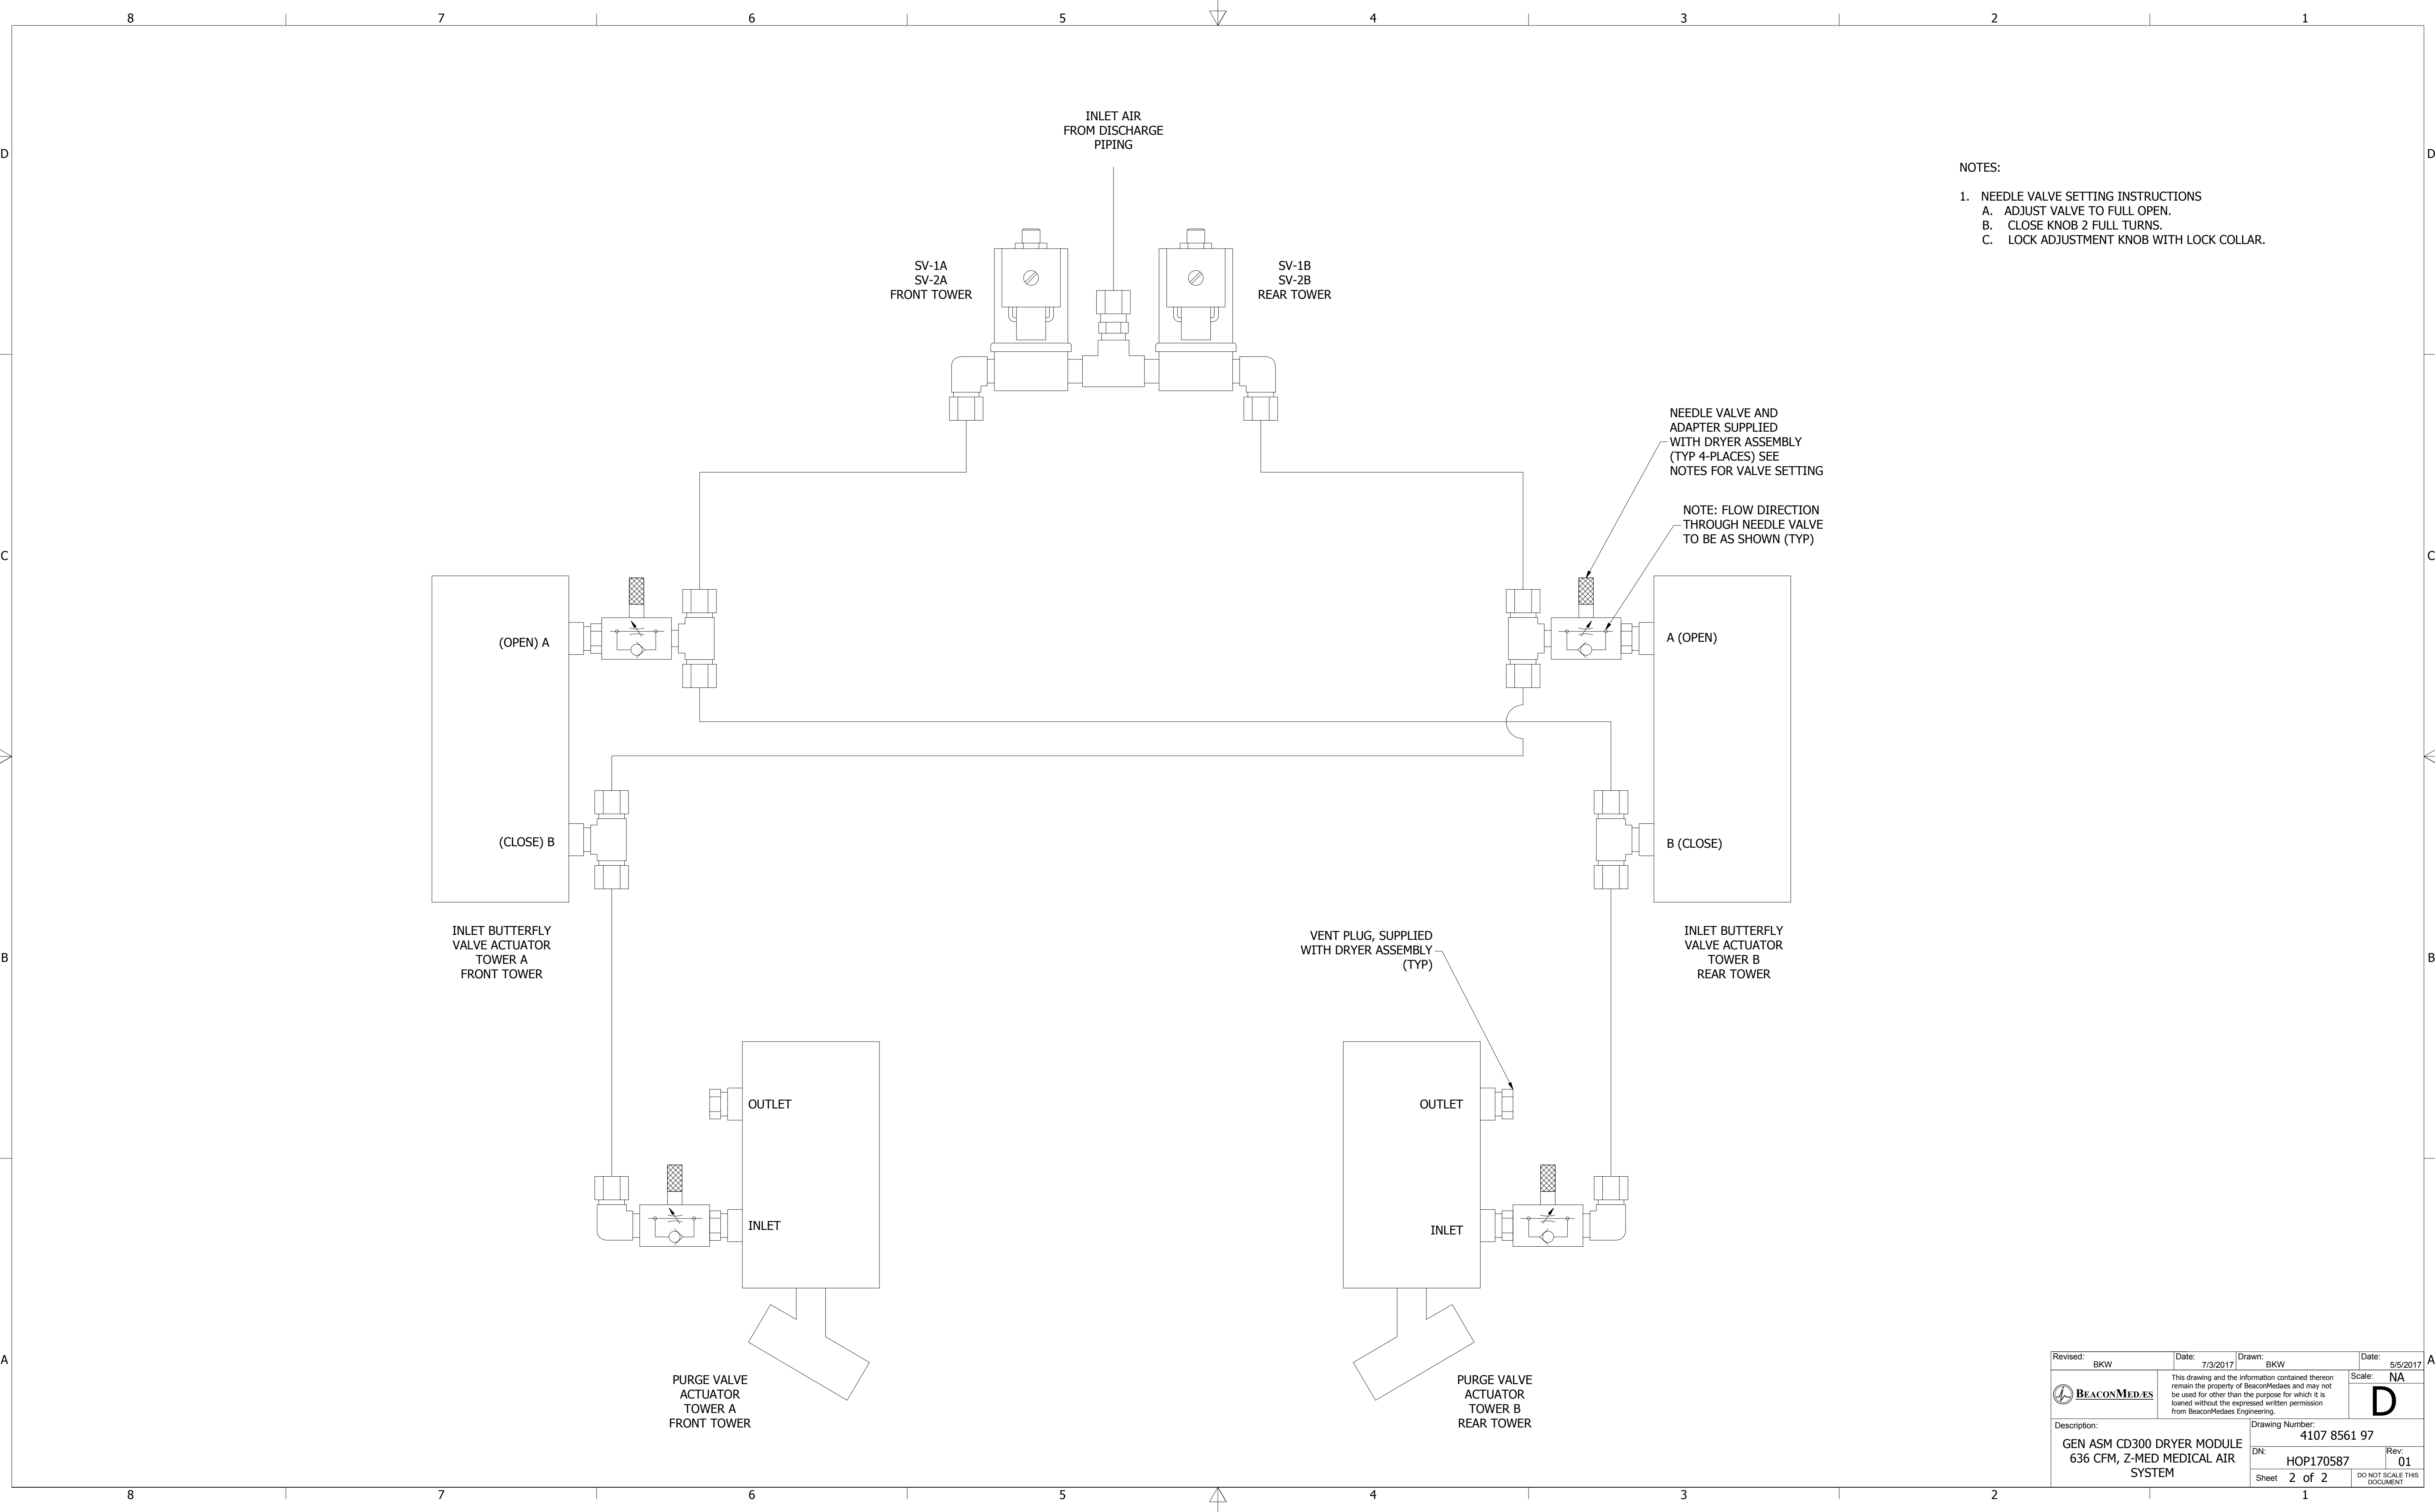 8 7 6 5 4 3 2 1
D
D
INLET AIR
FROM DISCHARGE
PIPING
NOTES:
1. NEEDLE VALVE SETTING INSTRUCTIONS
A. ADJUST VALVE TO FULL OPEN.
B. CLOSE KNOB 2 FULL TURNS.
C. LOCK ADJUSTMENT KNOB WITH LOCK COLLAR.
SV-1A
SV-2A
FRONT TOWER
SV-1B
SV-2B
REAR TOWER
NEEDLE VALVE AND
ADAPTER SUPPLIED
WITH DRYER ASSEMBLY
(TYP 4-PLACES) SEE
NOTES FOR VALVE SETTING
NOTE: FLOW DIRECTION
THROUGH NEEDLE VALVE
TO BE AS SHOWN (TYP)
C
C
(OPEN) A
A (OPEN)
(CLOSE) B
B (CLOSE)
INLET BUTTERFLY
VALVE ACTUATOR
TOWER A
FRONT TOWER
VENT PLUG, SUPPLIED
WITH DRYER ASSEMBLY
(TYP)
INLET BUTTERFLY
VALVE ACTUATOR
TOWER B
REAR TOWER
B
B
OUTLET
OUTLET
INLET
INLET
PURGE VALVE
ACTUATOR
TOWER A
FRONT TOWER
PURGE VALVE
ACTUATOR
TOWER B
REAR TOWER
A
A
Revised: BKW
Date: 7/3/2017
Drawn: BKW
Date: 5/5/2017
BEACONMEDÆS
This drawing and the information contained thereon
remain the property of BeaconMedaes and may not
be used for other than the purpose for which it is
loaned without the expressed written permission
from BeaconMedaes Engineering.
Scale: NA
D
Description:
GEN ASM CD300 DRYER MODULE
636 CFM, Z-MED MEDICAL AIR
SYSTEM
Drawing Number:
4107 8561 97
DN: HOP170587
Rev: 01
Sheet 2 of 2
DO NOT SCALE THIS
DOCUMENT
8 7 6 5 4 3 2 1